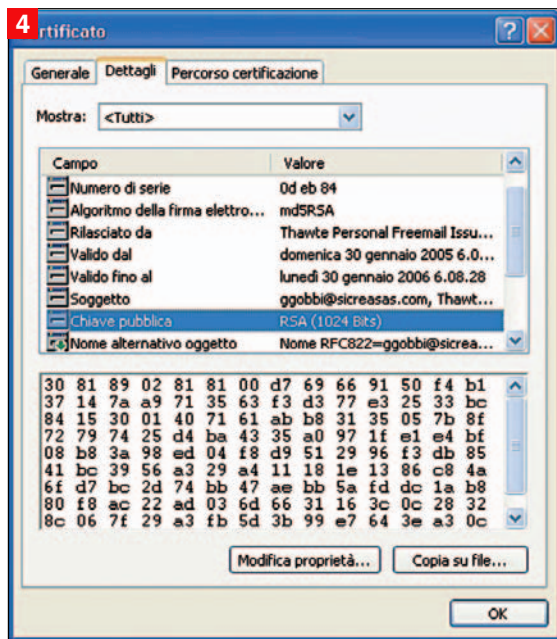 4
rtificato
Generale Dettagli Percorso certificazione
Mostra: <Tutti>
Campo Valore
Numero di serie 0d eb 84
Algoritmo della firma elettro... md5RSA
Rilasciato da Thawte Personal Freemail Issu...
Valido dal domenica 30 gennaio 2005 6.0...
Valido fino al lunedì 30 gennaio 2006 6.08.28
Soggetto ggobbi@sicreasas.com, Thawt...
Chiave pubblica RSA (1024 Bits)
Nome alternativo oggetto Nome RFC822=ggobbi@sicrea...
30 81 89 02 81 81 00 d7 69 66 91 50 f4 b1
37 14 7a a9 71 35 63 f3 d3 77 e3 25 33 bc
84 15 30 01 40 71 61 ab b8 31 35 05 7b 8f
72 79 74 25 d4 ba 43 35 a0 97 1f e1 e4 bf
08 b8 3a 98 ed 04 f8 d9 51 29 96 f3 db 85
41 bc 39 56 a3 29 a4 11 18 1e 13 86 c8 4a
6f d7 bc 2d 74 bb 47 ae bb 5a fd dc 1a b8
80 f8 ac 22 ad 03 6d 66 31 16 3c 0c 28 32
8c 06 7f 29 a3 fb 5d 3b 99 e7 64 3e a3 0c
Modifica proprietà... Copia su file...
OK